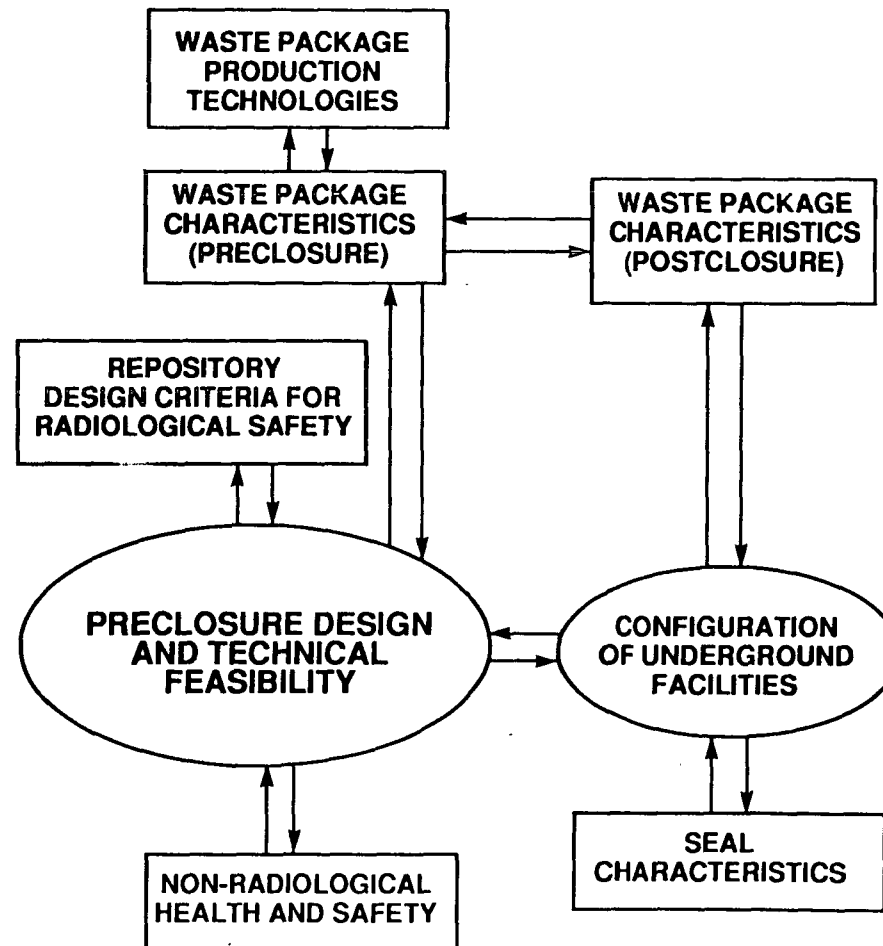 WASTE PACKAGE
PRODUCTION
TECHNOLOGIES
WASTE PACKAGE
CHARACTERISTICS
(PRECLOSURE)
WASTE PACKAGE
CHARACTERISTICS
(POSTCLOSURE)
REPOSITORY
DESIGN CRITERIA FOR
RADIOLOGICAL SAFETY
PRECLOSURE DESIGN
AND TECHNICAL
FEASIBILITY
CONFIGURATION
OF UNDERGROUND
FACILITIES
SEAL
CHARACTERISTICS
NON-RADIOLOGICAL
HEALTH AND SAFETY